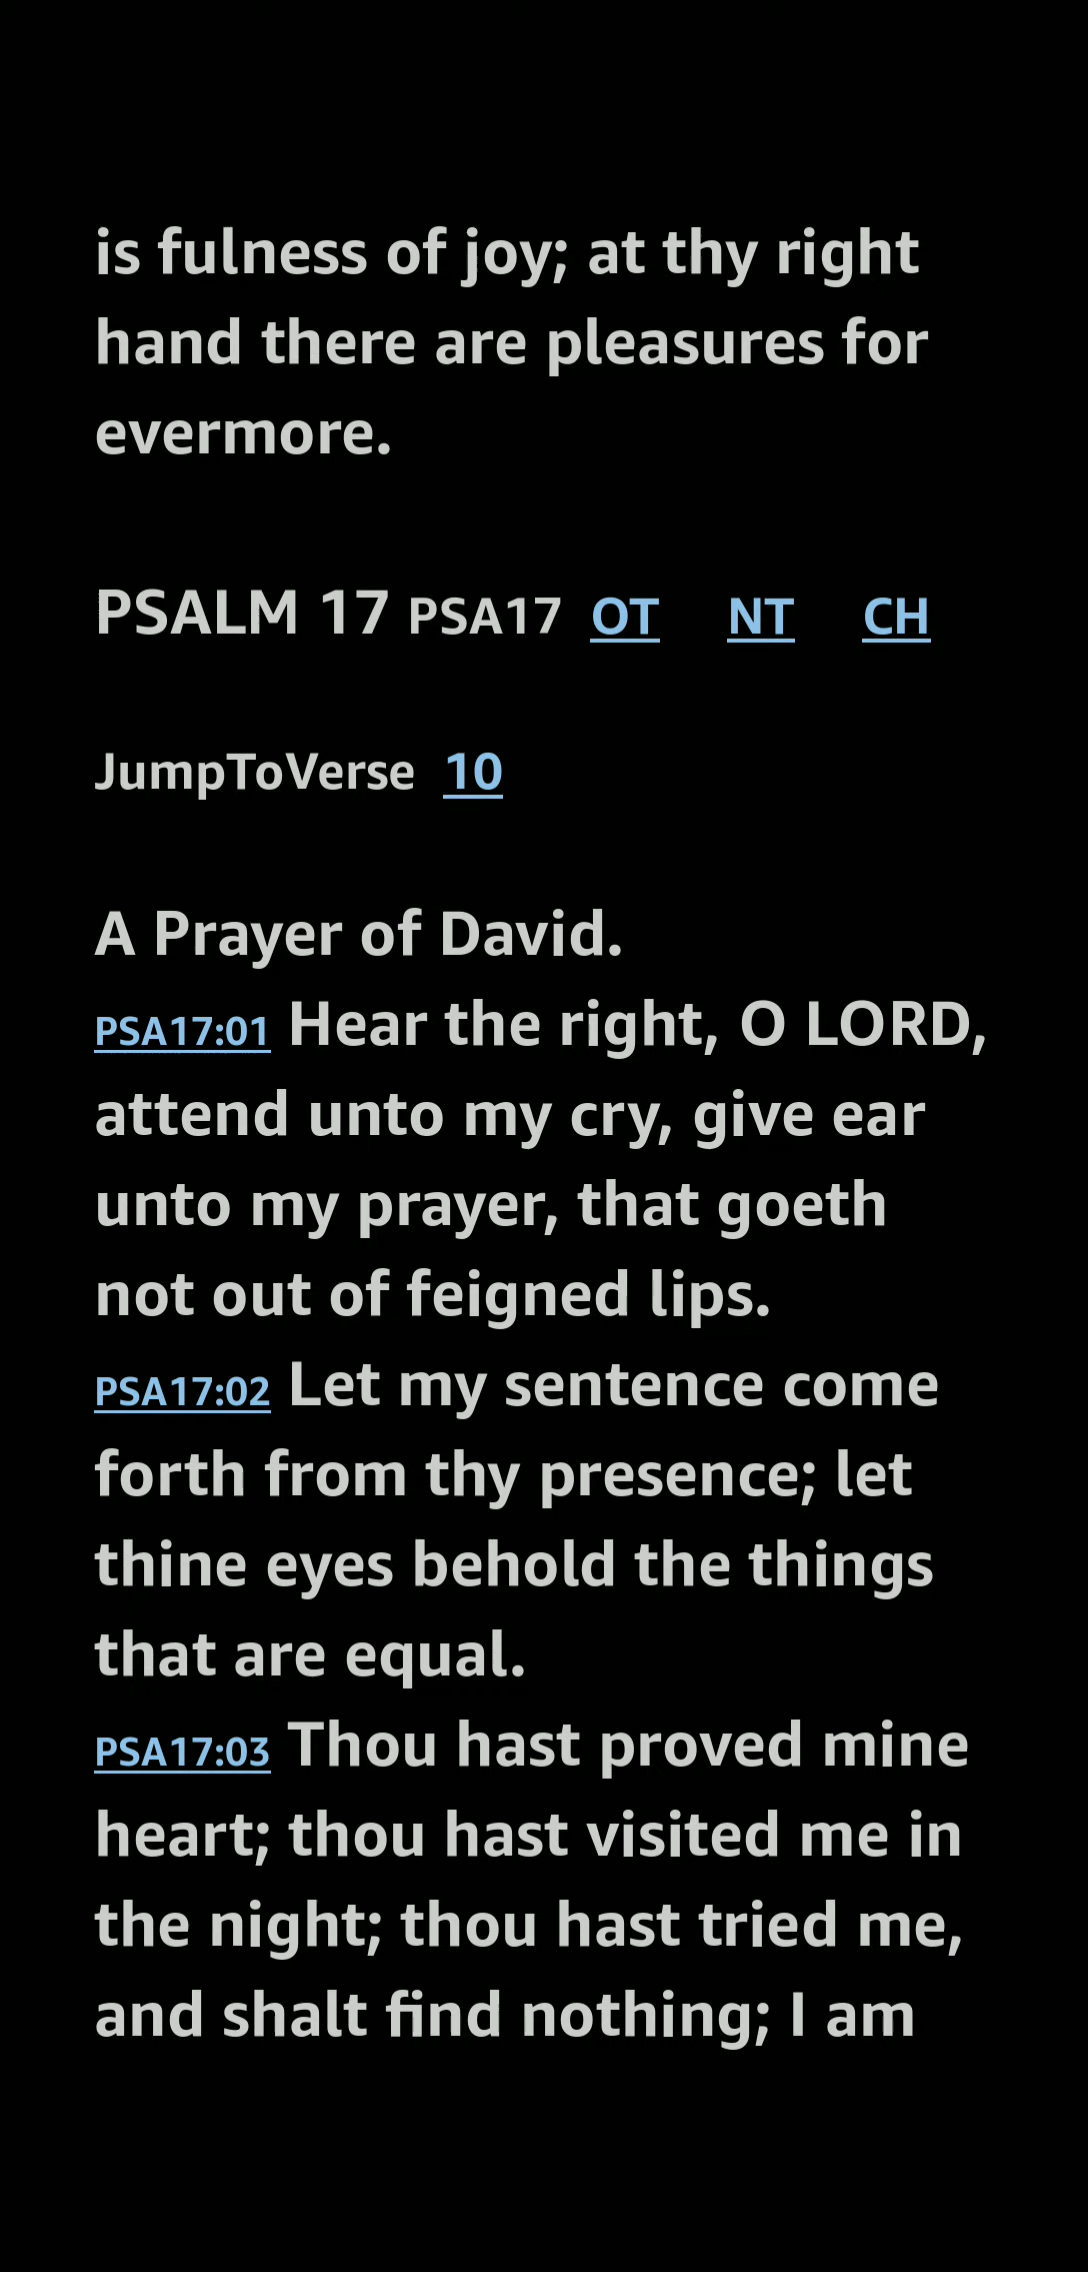 is fulness of joy; at thy right
hand there are pleasures for
evermore.
PSALM 17 PSA17 OT NT CH
JumpToVerse 10
A Prayer of David.
PSA17:01 Hear the right, O LORD,
attend unto my cry, give ear
unto my prayer, that goeth
not out of feigned lips.
PSA17:02 Let my sentence come
forth from thy presence; let
thine eyes behold the things
that are equal.
PSA17:03 Thou hast proved mine
heart; thou hast visited me in
the night; thou hast tried me,
and shalt find nothing; I am